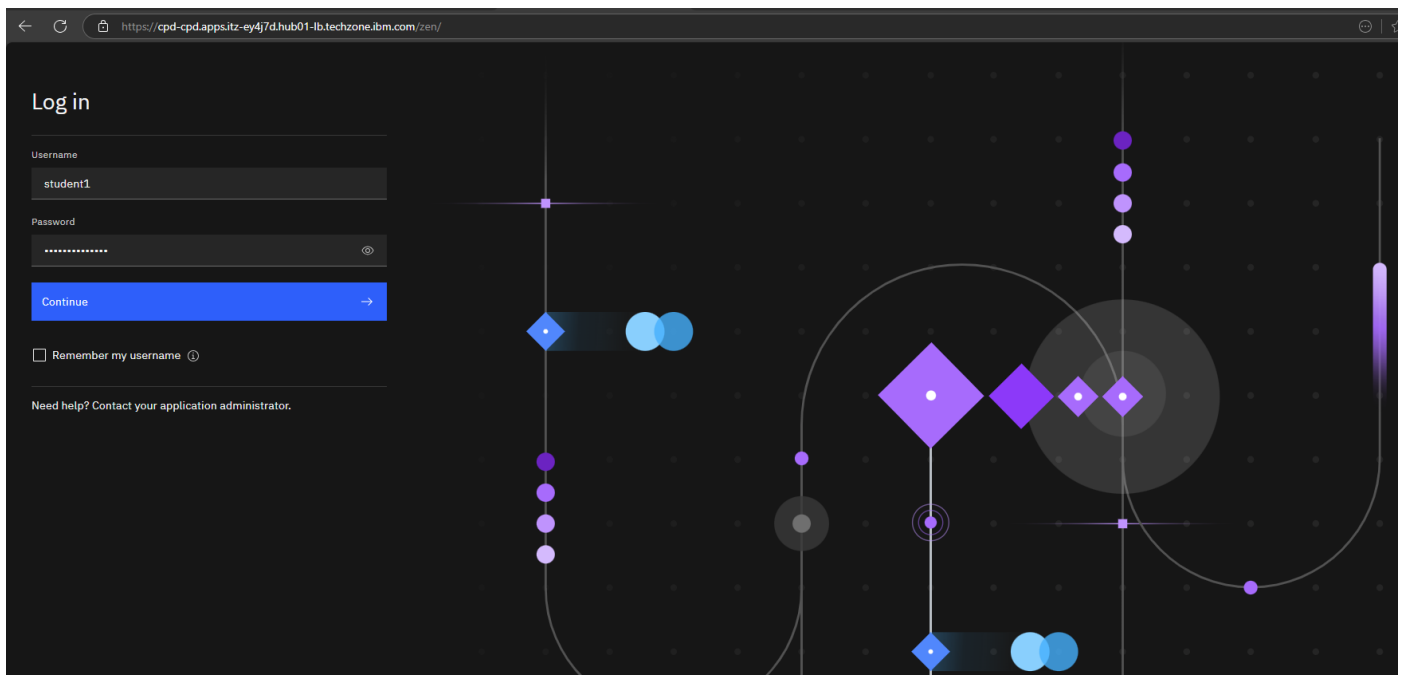 https://cpd-cpd.apps.itz-ey4j7d.hub01-lb.techzone.ibm.com/zen/
Log in
Username
student1
Password
••••••••••••••
Continue
Remember my username
Need help? Contact your application administrator.